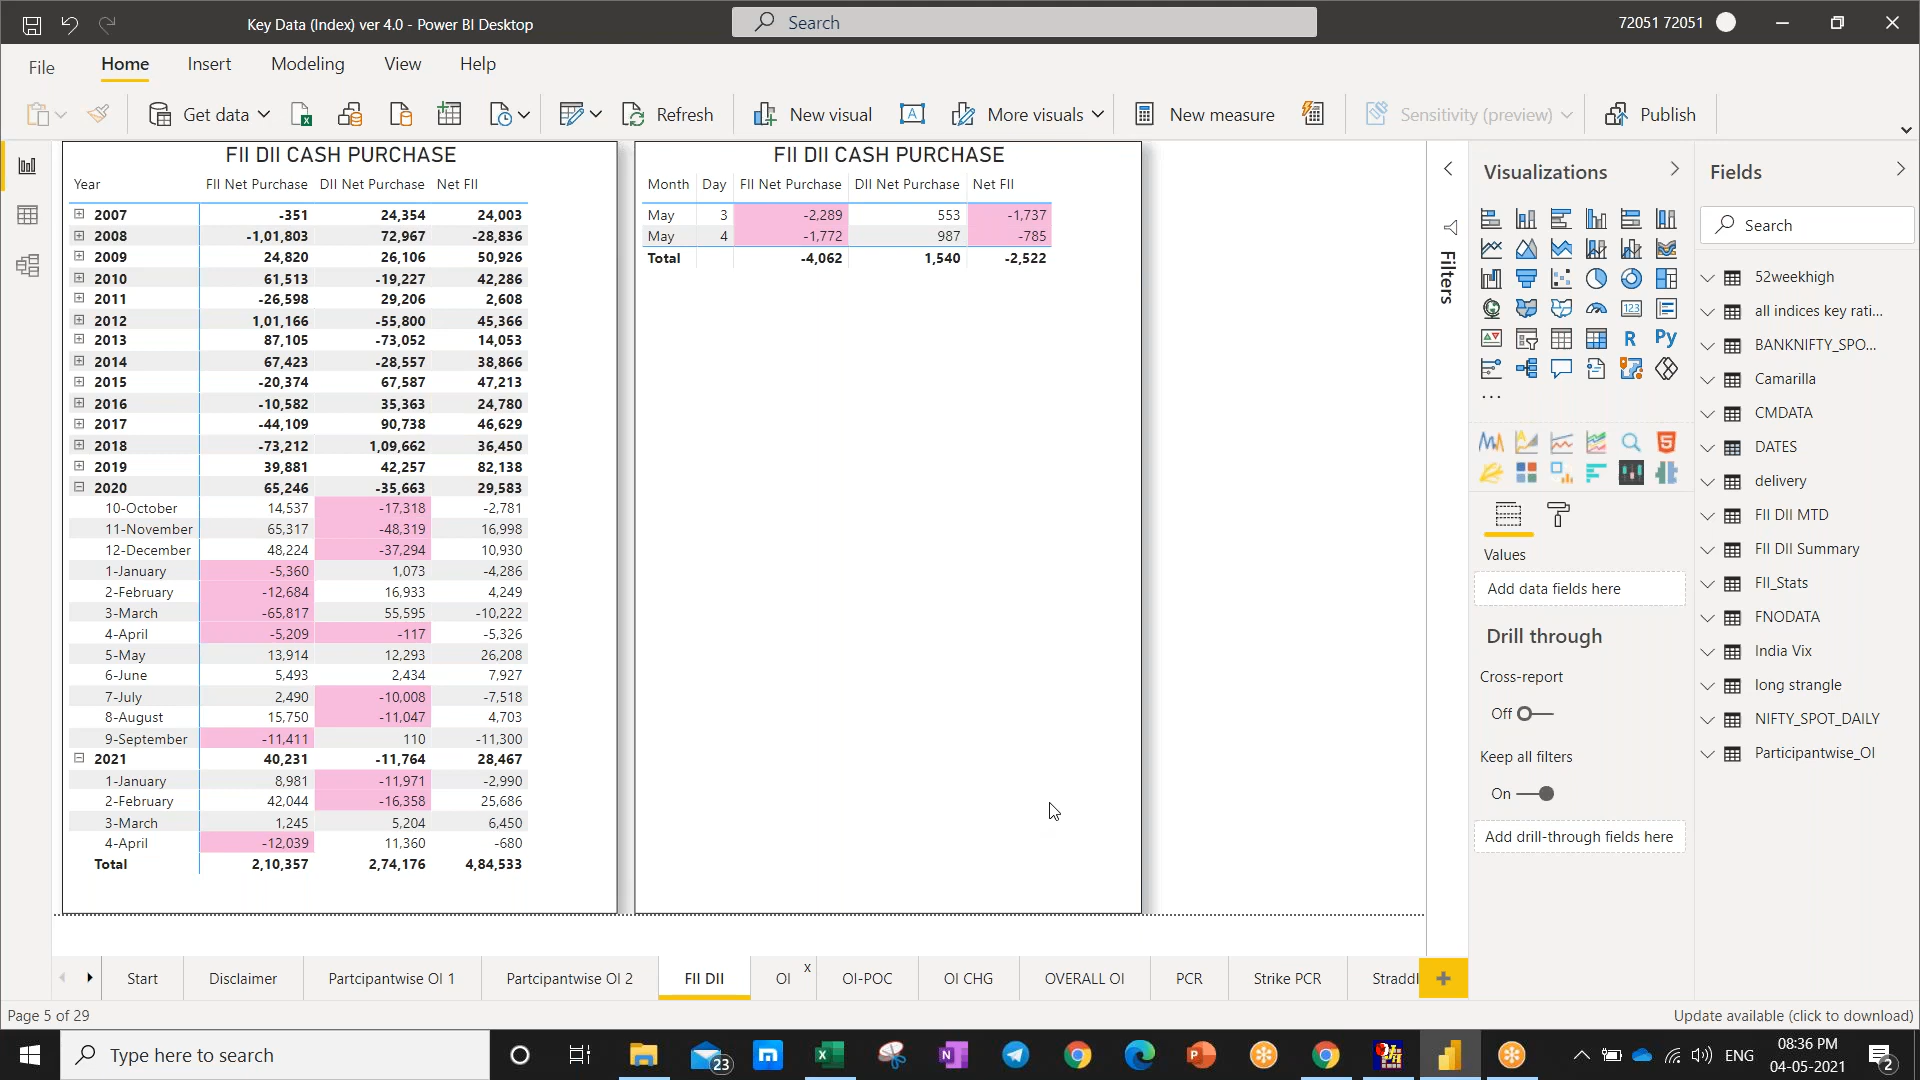 Key Data (Index) ver 4.0 - Power BI Desktop
Search
72051 72051
File Home Insert Modeling View Help
Get data
Refresh
New visual
More visuals
New measure
Sensitivity (preview)
Publish
FII DII CASH PURCHASE
Year FII Net Purchase DII Net Purchase Net FII
2007 -351 24,354 24,003
2008 -1,01,803 72,967 -28,836
2009 24,820 26,106 50,926
2010 61,513 -19,227 42,286
2011 -26,598 29,206 2,608
2012 1,01,166 -55,800 45,366
2013 87,105 -73,052 14,053
2014 67,423 -28,557 38,866
2015 -20,374 67,587 47,213
2016 -10,582 35,363 24,780
2017 -44,109 90,738 46,629
2018 -73,212 1,09,662 36,450
2019 39,881 42,257 82,138
2020 65,246 -35,663 29,583
10-October 14,537 -17,318 -2,781
11-November 65,317 -48,319 16,998
12-December 48,224 -37,294 10,930
1-January -5,360 1,073 -4,286
2-February -12,684 16,933 4,249
3-March -65,817 55,595 -10,222
4-April -5,209 -117 -5,326
5-May 13,914 12,293 26,208
6-June 5,493 2,434 7,927
7-July 2,490 -10,008 -7,518
8-August 15,750 -11,047 4,703
9-September -11,411 110 -11,300
2021 40,231 -11,764 28,467
1-January 8,981 -11,971 -2,990
2-February 42,044 -16,358 25,686
3-March 1,245 5,204 6,450
4-April -12,039 11,360 -680
Total 2,10,357 2,74,176 4,84,533
FII DII CASH PURCHASE
Month Day FII Net Purchase DII Net Purchase Net FII
May 3 -2,289 553 -1,737
May 4 -1,772 987 -785
Total -4,062 1,540 -2,522
Filters
Visualizations
123
R Py
...
Values
Add data fields here
Drill through
Cross-report
Off
Keep all filters
On
Add drill-through fields here
Fields
Search
52weekhigh
all indices key rati...
BANKNIFTY_SPO...
Camarilla
CMDATA
DATES
delivery
FII DII MTD
FII DII Summary
FII_Stats
FNODATA
India Vix
long strangle
NIFTY_SPOT_DAILY
Participantwise_OI
Start
Disclaimer
Partcipantwise OI 1
Partcipantwise OI 2
FII DII
OI
x
OI-POC
OI CHG
OVERALL OI
PCR
Strike PCR
Straddl
+
Page 5 of 29
Update available (click to download)
Type here to search
23
ENG
08:36 PM
04-05-2021
2